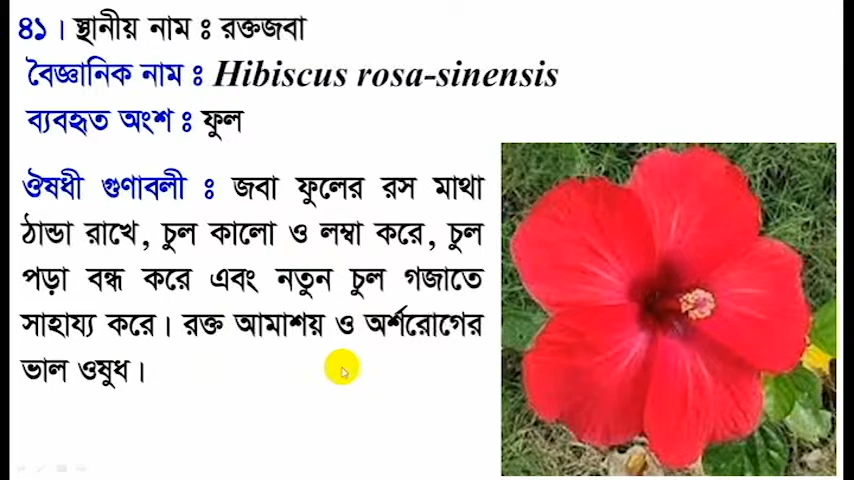 ৪১। স্থানীয় নাম ঃ রক্তজবা
বৈজ্ঞানিক নাম ঃ Hibiscus rosa-sinensis
ব্যবহৃত অংশ ঃ ফুল
ঔষধী গুণাবলী ঃ জবা ফুলের রস মাথা
ঠান্ডা রাখে, চুল কালো ও লম্বা করে, চুল
পড়া বন্ধ করে এবং নতুন চুল গজাতে
সাহায্য করে। রক্ত আমাশয় ও অর্শরোগের
ভাল ওষুধ।